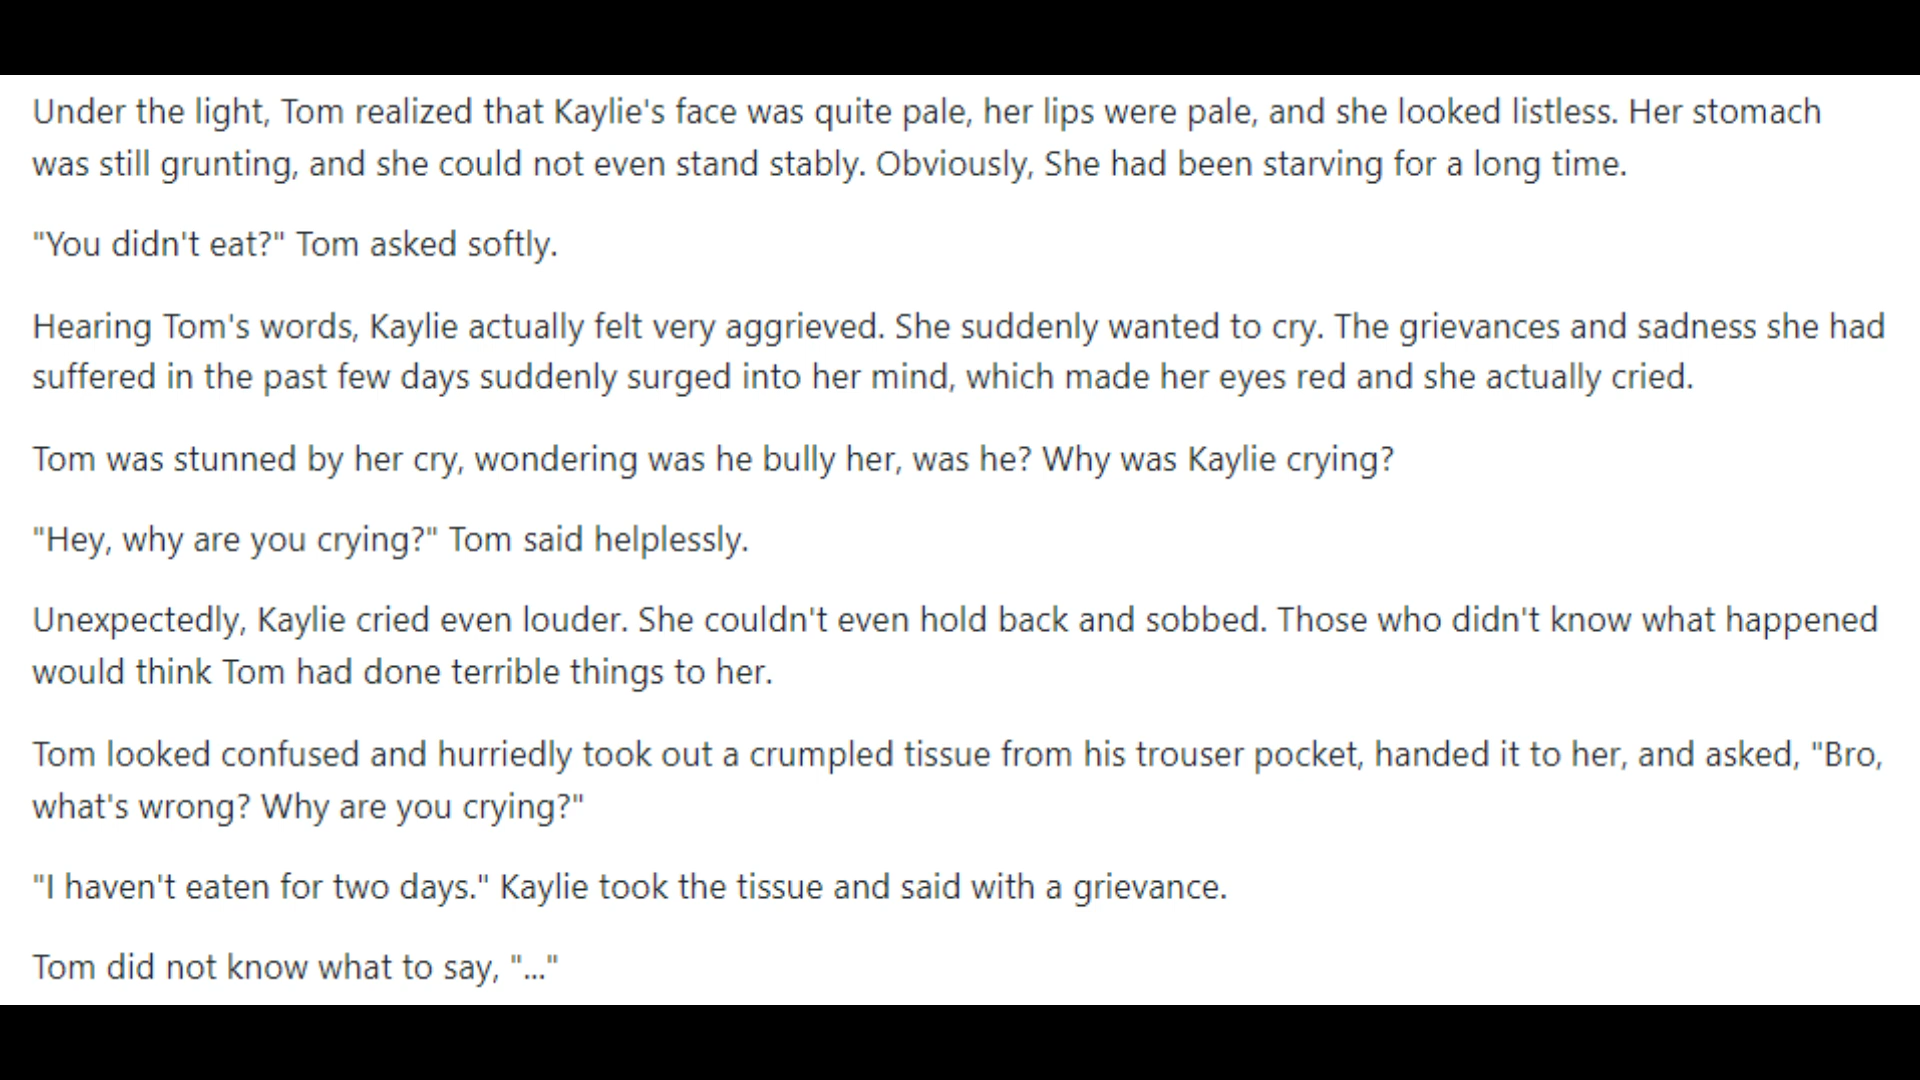 Under the light, Tom realized that Kaylie's face was quite pale, her lips were pale, and she looked listless. Her stomach
was still grunting, and she could not even stand stably. Obviously, She had been starving for a long time.
"You didn't eat?" Tom asked softly.
Hearing Tom's words, Kaylie actually felt very aggrieved. She suddenly wanted to cry. The grievances and sadness she had
suffered in the past few days suddenly surged into her mind, which made her eyes red and she actually cried.
Tom was stunned by her cry, wondering was he bully her, was he? Why was Kaylie crying?
"Hey, why are you crying?" Tom said helplessly.
Unexpectedly, Kaylie cried even louder. She couldn't even hold back and sobbed. Those who didn't know what happened
would think Tom had done terrible things to her.
Tom looked confused and hurriedly took out a crumpled tissue from his trouser pocket, handed it to her, and asked, "Bro,
what's wrong? Why are you crying?"
"I haven't eaten for two days." Kaylie took the tissue and said with a grievance.
Tom did not know what to say, "..."